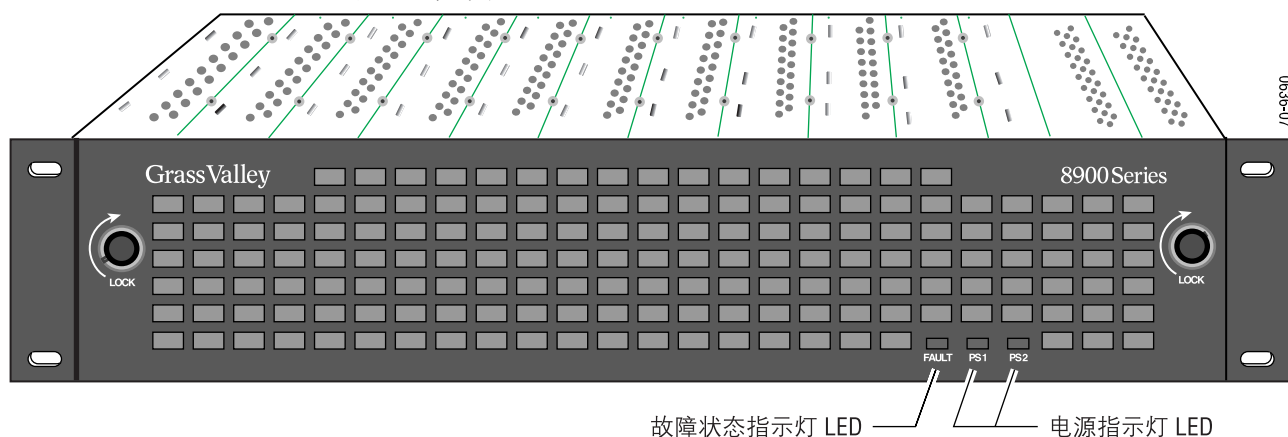 0636-07
GrassValley
8900 Series
LOCK
LOCK
FAULT PS1 PS2
故障状态指示灯 LED
电源指示灯 LED